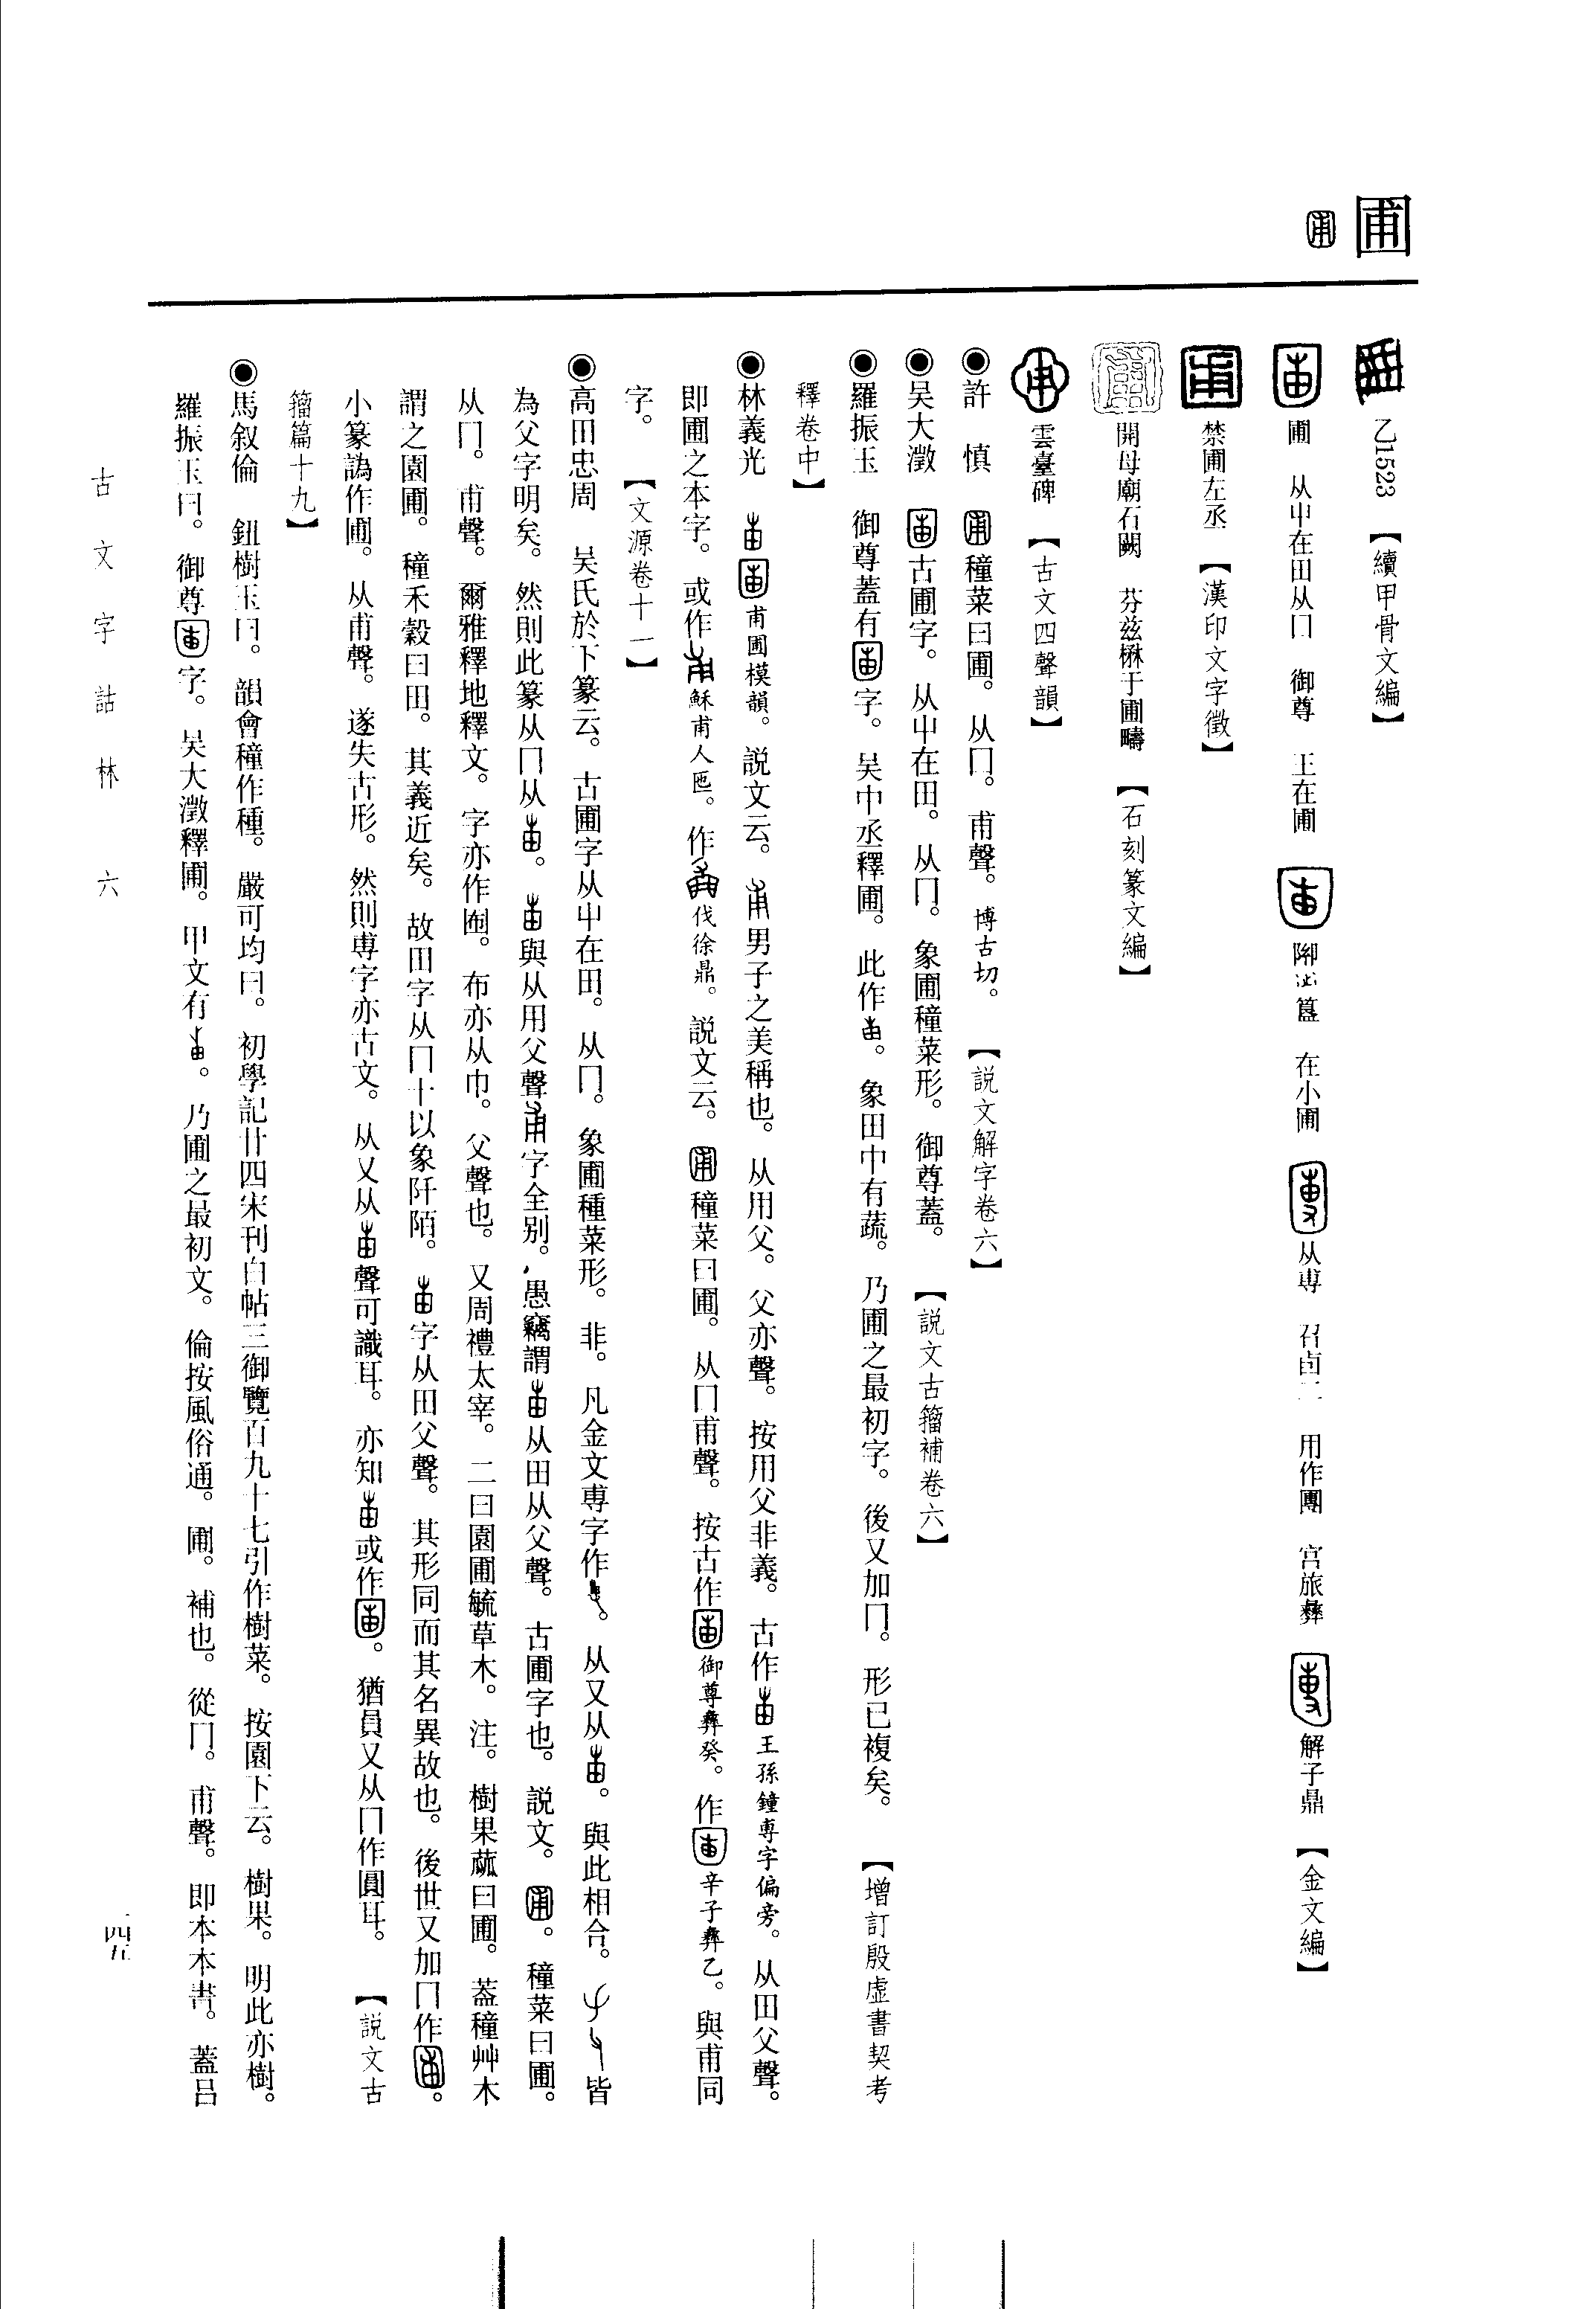 圃
乙1523 【續甲骨文編】
圃 从屮在田从囗 御尊 王在圃 簋 在小圃 从専 召卣二 用作團 宮旅彝 解子鼎 【金文編】
禁圃左丞 【漢印文字徵】
開母廟石闕 芬兹楙于圃疇 【石刻篆文編】
雲臺碑 【古文四聲韻】
許 慎 穜菜曰圃。从囗。甫聲。博古切。 【説文解字卷六】
吴大澂 古圃字。从屮在田。从囗。象圃穜菜形。御尊蓋。 【説文古籀補卷六】
羅振玉 御尊蓋有字。吴中丞釋圃。此作。象田中有蔬。乃圃之最初字。後又加囗。形已複矣。 【增訂殷虛書契考
釋卷中】
林義光 甫圃模韻。説文云。男子之美稱也。从用父。父亦聲。按用父非義。古作王孫鐘専字偏旁。从田父聲。
即圃之本字。或作穌甫人匜。作伐徐鼎。説文云。穜菜曰圃。从囗甫聲。按古作御尊彝癸。作辛子彝乙。與甫同
字。 【文源卷十一】
高田忠周 吴氏於下篆云。古圃字从屮在田。从囗。象圃種菜形。非。凡金文専字作。从又从。與此相合。皆
為父字明矣。然則此篆从囗从。與从用父聲字全别。愚竊謂从田从父聲。古圃字也。説文。穜菜曰圃。
从囗。甫聲。爾雅釋地釋文。字亦作。布亦从巾。父聲也。又周禮太宰。二曰園圃毓草木。注。樹果蓏曰圃。葢穜艸木
謂之園圃。穜禾穀曰田。其義近矣。故田字从囗十以象阡陌。字从田父聲。其形同而其名異故也。後世又加囗作。
小篆譌作圃。从甫聲。遂失古形。然則専字亦古文。从又从聲可識耳。亦知或作。猶員又从囗作圓耳。 【説文古
籀篇十九】
馬叙倫 鈕樹玉曰。韻會穜作種。嚴可均曰。初學記廿四宋刊白帖三御覽百九十七引作樹菜。按園下云。樹果。明此亦樹。
羅振玉曰。御尊字。吴大澂釋圃。甲文有。乃圃之最初文。倫按風俗通。圃。補也。從囗。甫聲。即本本書。蓋吕
古文字詁林 六
一四五